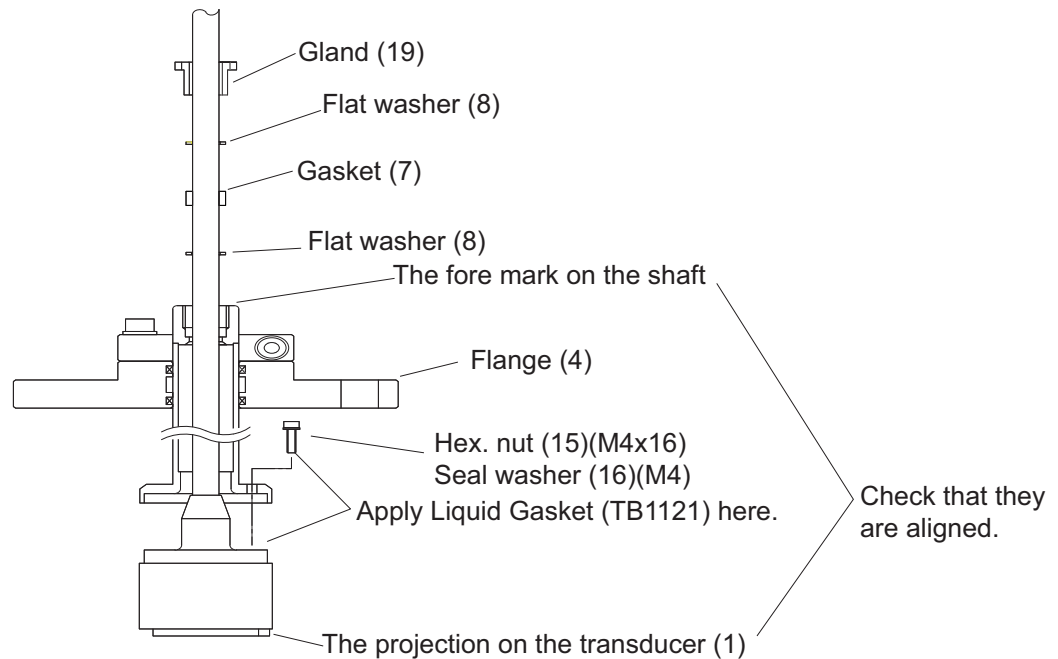 Gland (19)
Flat washer (8)
Gasket (7)
Flat washer (8)
The fore mark on the shaft
Flange (4)
Hex. nut (15)(M4x16)
Seal washer (16)(M4)
Apply Liquid Gasket (TB1121) here.
Check that they
are aligned.
The projection on the transducer (1)